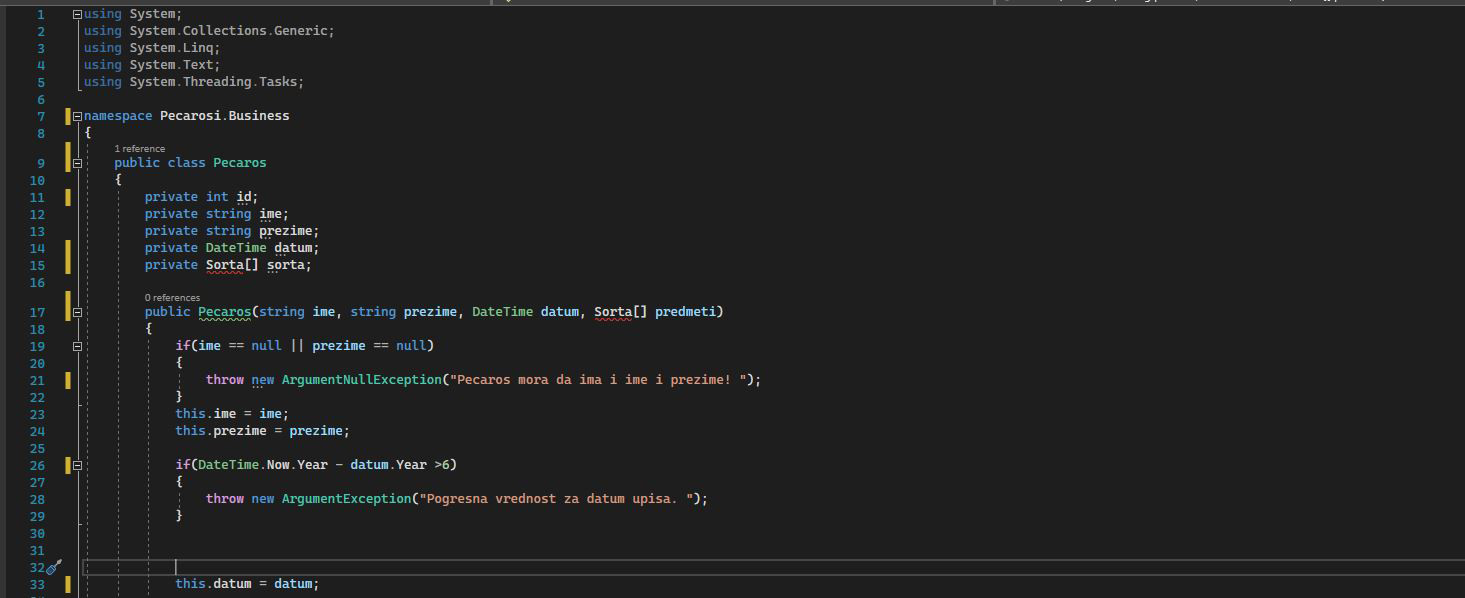 1 using System;
2 using System.Collections.Generic;
3 using System.Linq;
4 using System.Text;
5 using System.Threading.Tasks;
6
7 namespace Pecarosi.Business
8 {
1 reference
9 public class Pecaros
10 {
11 private int id;
12 private string ime;
13 private string prezime;
14 private DateTime datum;
15 private Sorta[] sorta;
16
0 references
17 public Pecaros(string ime, string prezime, DateTime datum, Sorta[] predmeti)
18 {
19 if(ime == null || prezime == null)
20 {
21 throw new ArgumentNullException("Pecaros mora da ima i ime i prezime! ");
22 }
23 this.ime = ime;
24 this.prezime = prezime;
25
26 if(DateTime.Now.Year - datum.Year >6)
27 {
28 throw new ArgumentException("Pogresna vrednost za datum upisa. ");
29 }
30
31
32
33 this.datum = datum;